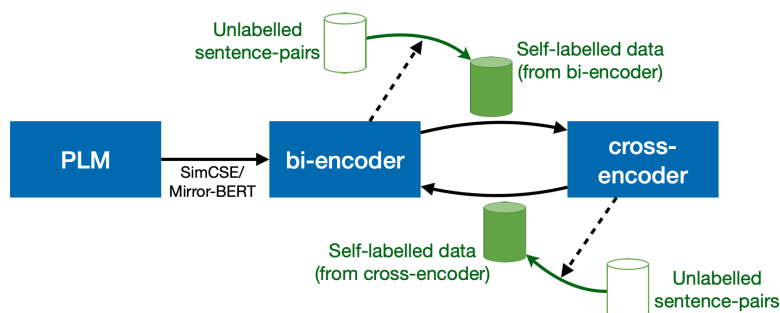 Unlabelled
sentence-pairs
Self-labelled data
(from bi-encoder)
PLM
SimCSE/
Mirror-BERT
bi-encoder
cross-
encoder
Self-labelled data
(from cross-encoder)
Unlabelled
sentence-pairs